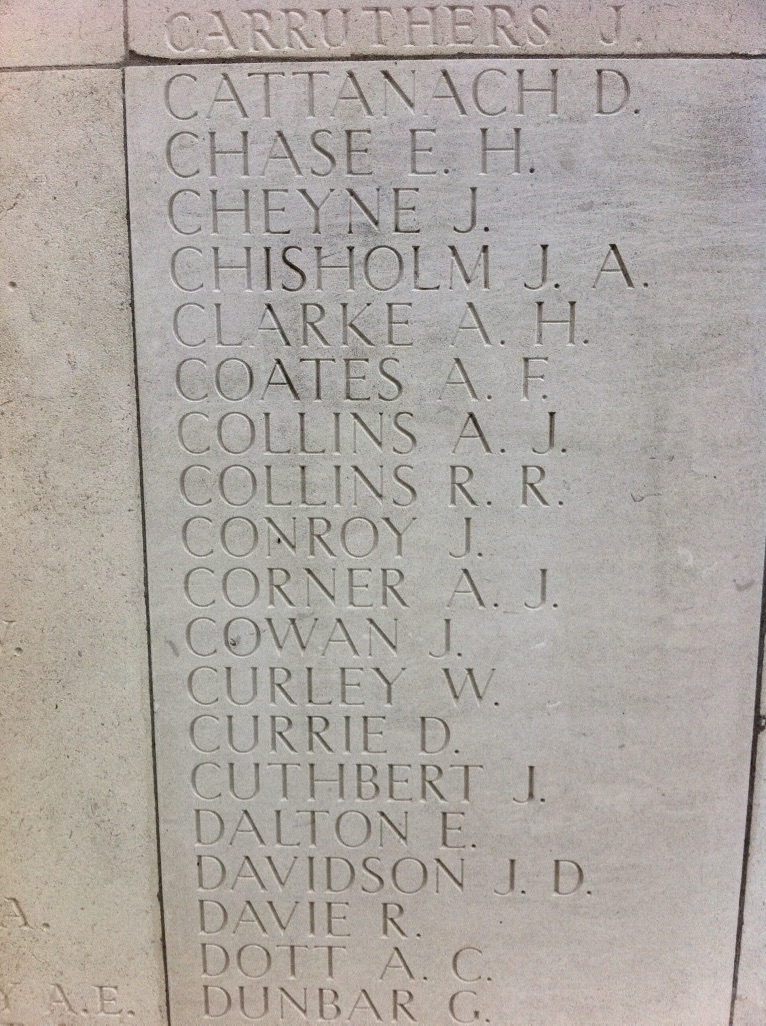 CARRUTHERS J.
CATTANACH D.
CHASE E. H.
CHEYNE J.
CHISHOLM J. A.
CLARKE A. H.
COATES A. F.
COLLINS A. J.
COLLINS R. R.
CONROY J.
CORNER A. J.
COWAN J.
CURLEY W.
CURRIE D.
CUTHBERT J.
DALTON E.
DAVIDSON J. D.
DAVIE R.
DOTT A. C.
DUNBAR G.
A.
A.E.